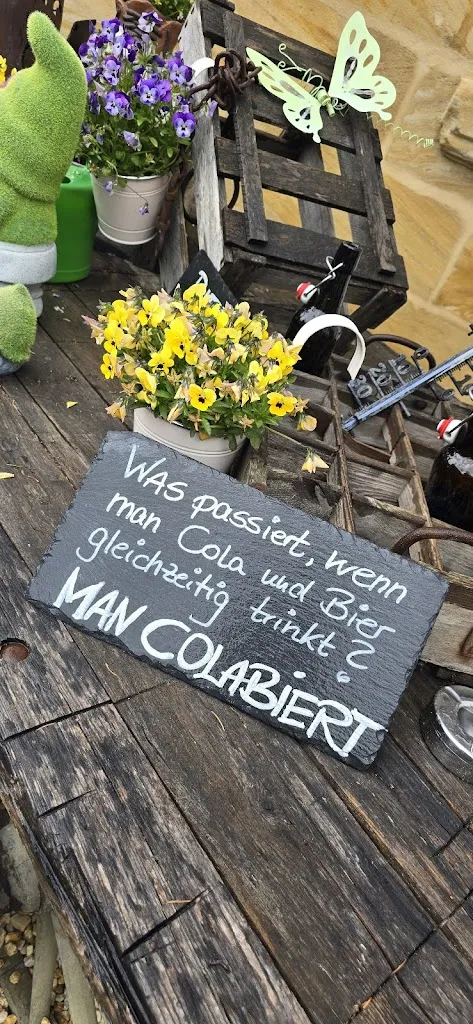 Was passiert, wenn
man Cola und Bier
gleichzeitig trinkt?
MAN COLABIERT